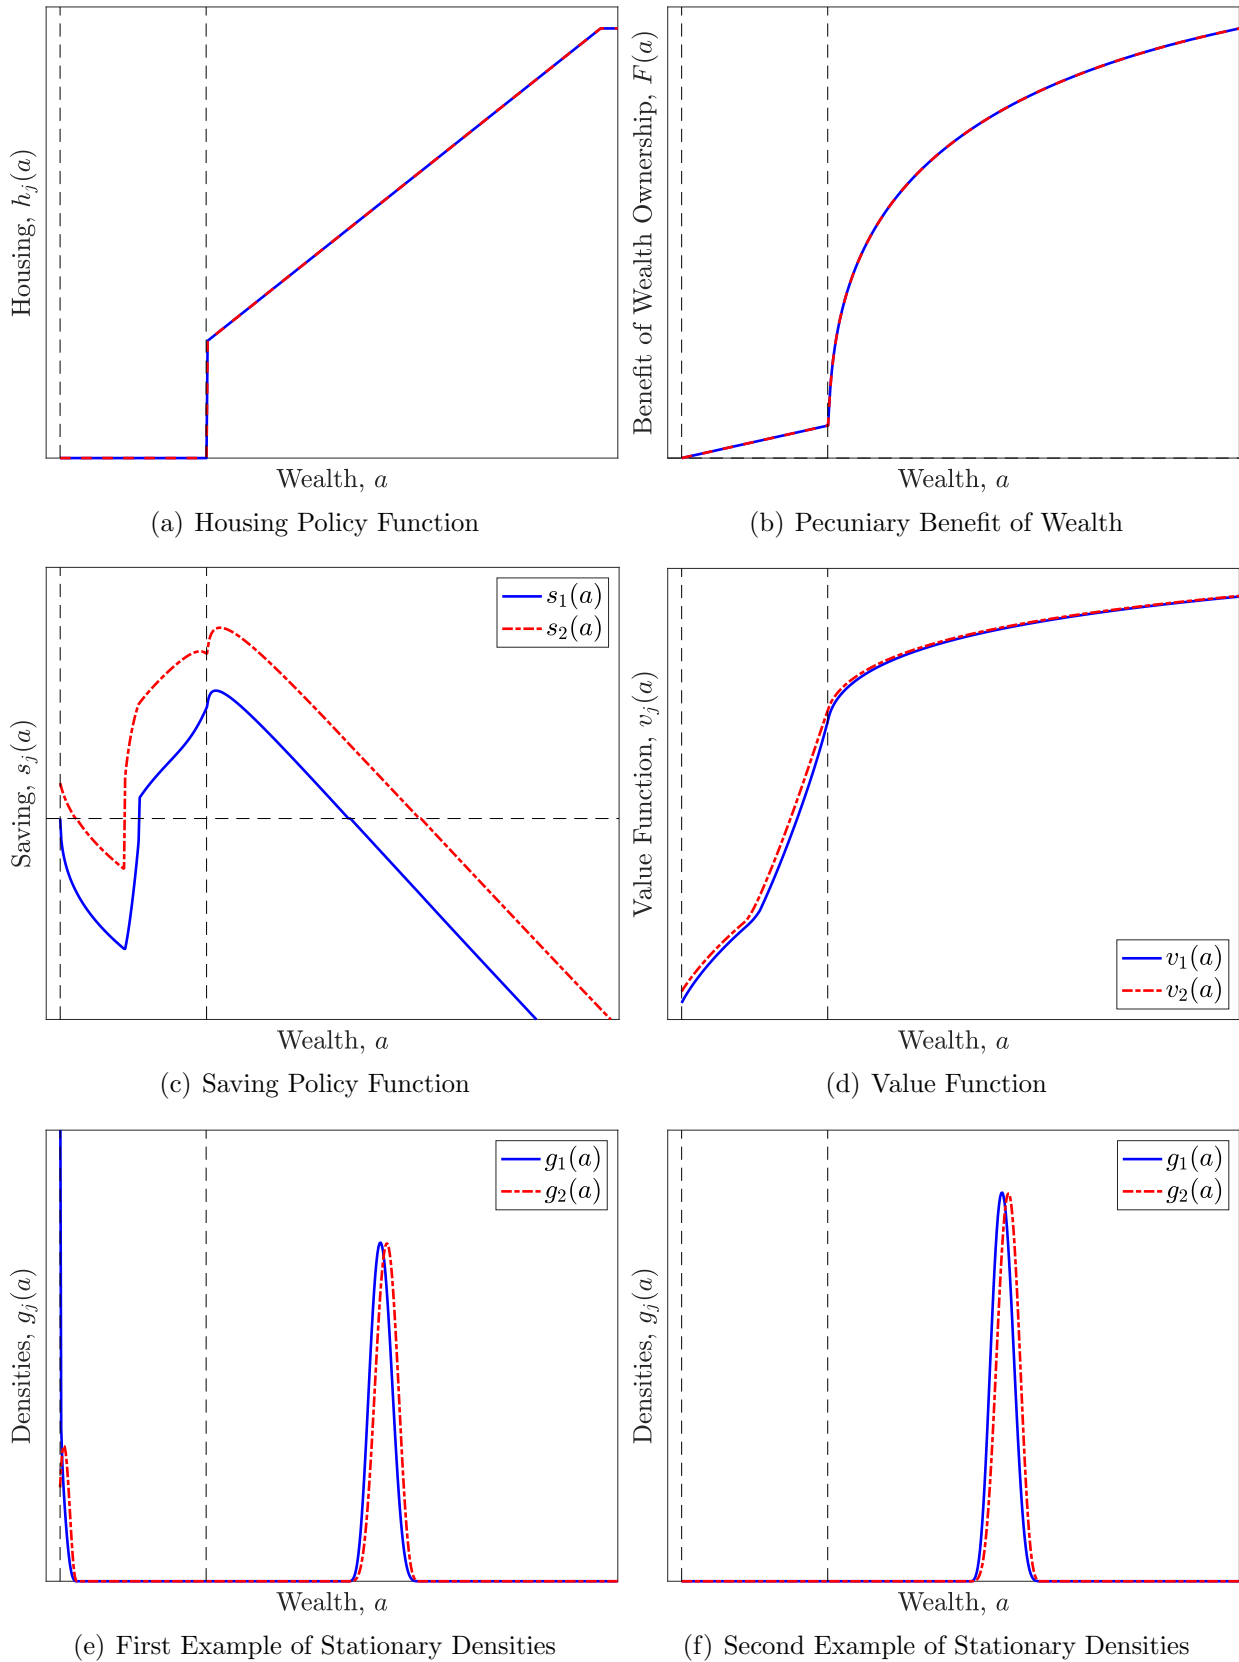 Housing, h_j(a)
Wealth, a
(a) Housing Policy Function
Benefit of Wealth Ownership, F(a)
Wealth, a
(b) Pecuniary Benefit of Wealth
Saving, s_j(a)
s_1(a)
s_2(a)
Wealth, a
(c) Saving Policy Function
Value Function, v_j(a)
v_1(a)
v_2(a)
Wealth, a
(d) Value Function
Densities, g_j(a)
g_1(a)
g_2(a)
Wealth, a
(e) First Example of Stationary Densities
Densities, g_j(a)
g_1(a)
g_2(a)
Wealth, a
(f) Second Example of Stationary Densities